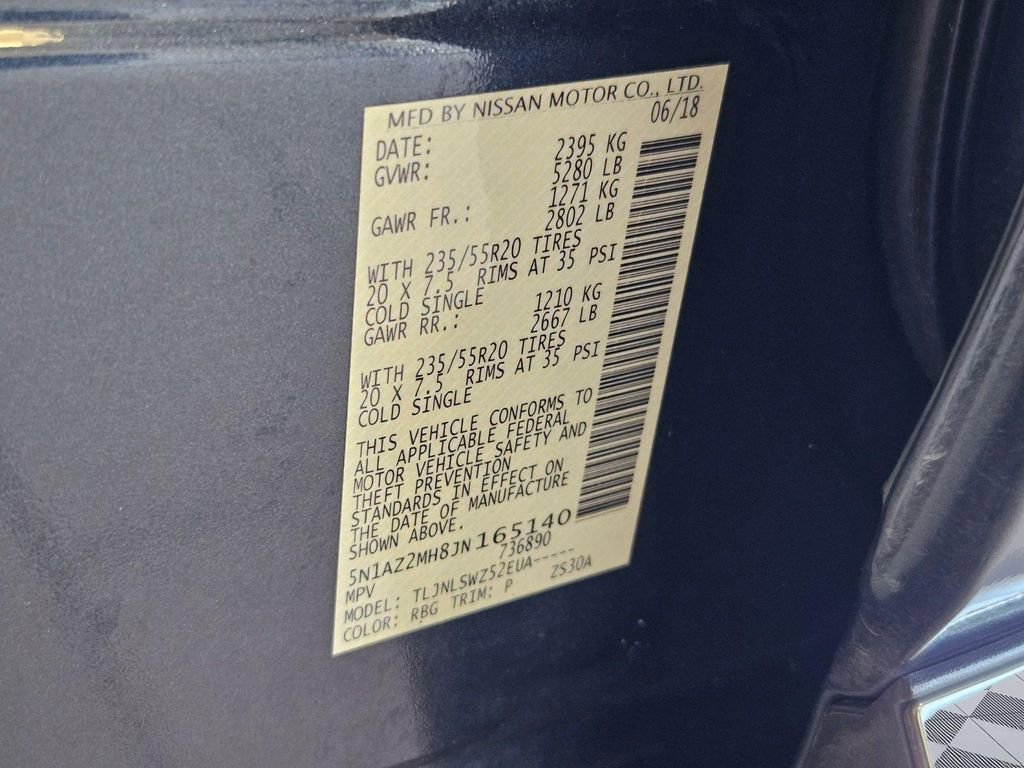 MFD BY NISSAN MOTOR CO., LTD.
DATE: 06/18
GVWR: 2395 KG
5280 LB
GAWR FR.: 1271 KG
2802 LB
WITH 235/55R20 TIRES
20 X 7.5 RIMS AT 35 PSI
COLD SINGLE
GAWR RR.: 1210 KG
2667 LB
WITH 235/55R20 TIRES
20 X 7.5 RIMS AT 35 PSI
COLD SINGLE
THIS VEHICLE CONFORMS TO
ALL APPLICABLE FEDERAL
MOTOR VEHICLE SAFETY AND
THEFT PREVENTION
STANDARDS IN EFFECT ON
THE DATE OF MANUFACTURE
SHOWN ABOVE.
5N1AZ2MH8JN165140
MPV 736890
MODEL: TLJNLSWZ52EUA-----
COLOR: RBG TRIM: P ZS30A